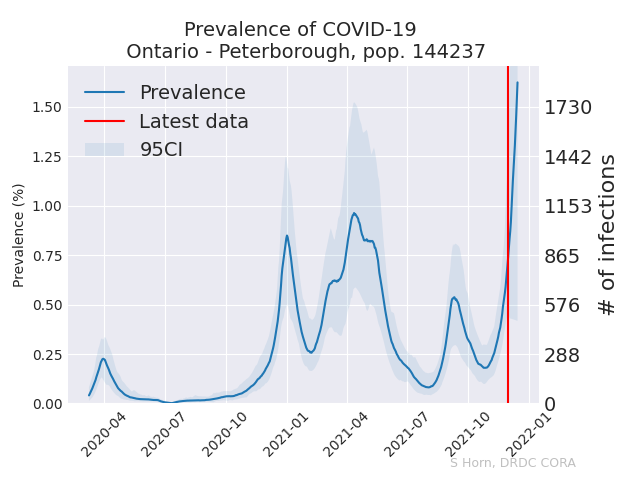 Prevalence of COVID-19
Ontario - Peterborough, pop. 144237
Prevalence
Latest data
95CI
Prevalence (%)
1.50
1.25
1.00
0.75
0.50
0.25
0.00
1730
1442
1153
865
576
288
0
# of infections
2020-04
2020-07
2020-10
2021-01
2021-04
2021-07
2021-10
2022-01
S Horn, DRDC CORA